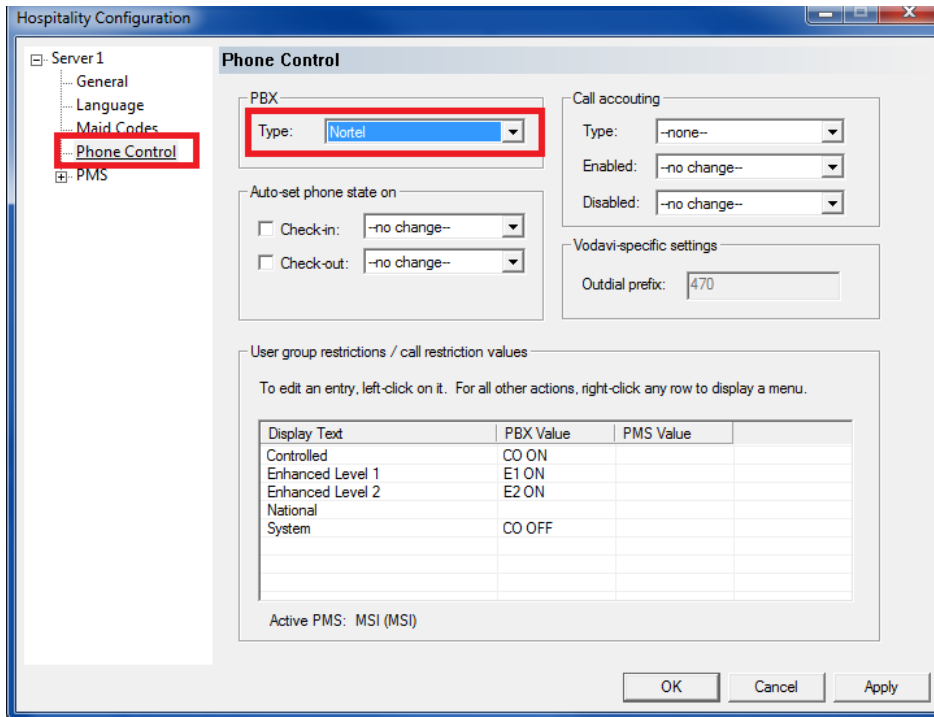 Hospitality Configuration
Server 1
General
Language
Maid Codes
Phone Control
PMS
Phone Control
PBX
Type: Nortel
Call accouting
Type: --none--
Enabled: --no change--
Disabled: --no change--
Auto-set phone state on
Check-in: --no change--
Check-out: --no change--
Vodavi-specific settings
Outdial prefix: 470
User group restrictions / call restriction values
To edit an entry, left-click on it. For all other actions, right-click any row to display a menu.
Display Text PBX Value PMS Value
Controlled CO ON
Enhanced Level 1 E1 ON
Enhanced Level 2 E2 ON
National
System CO OFF
Active PMS: MSI (MSI)
OK Cancel Apply